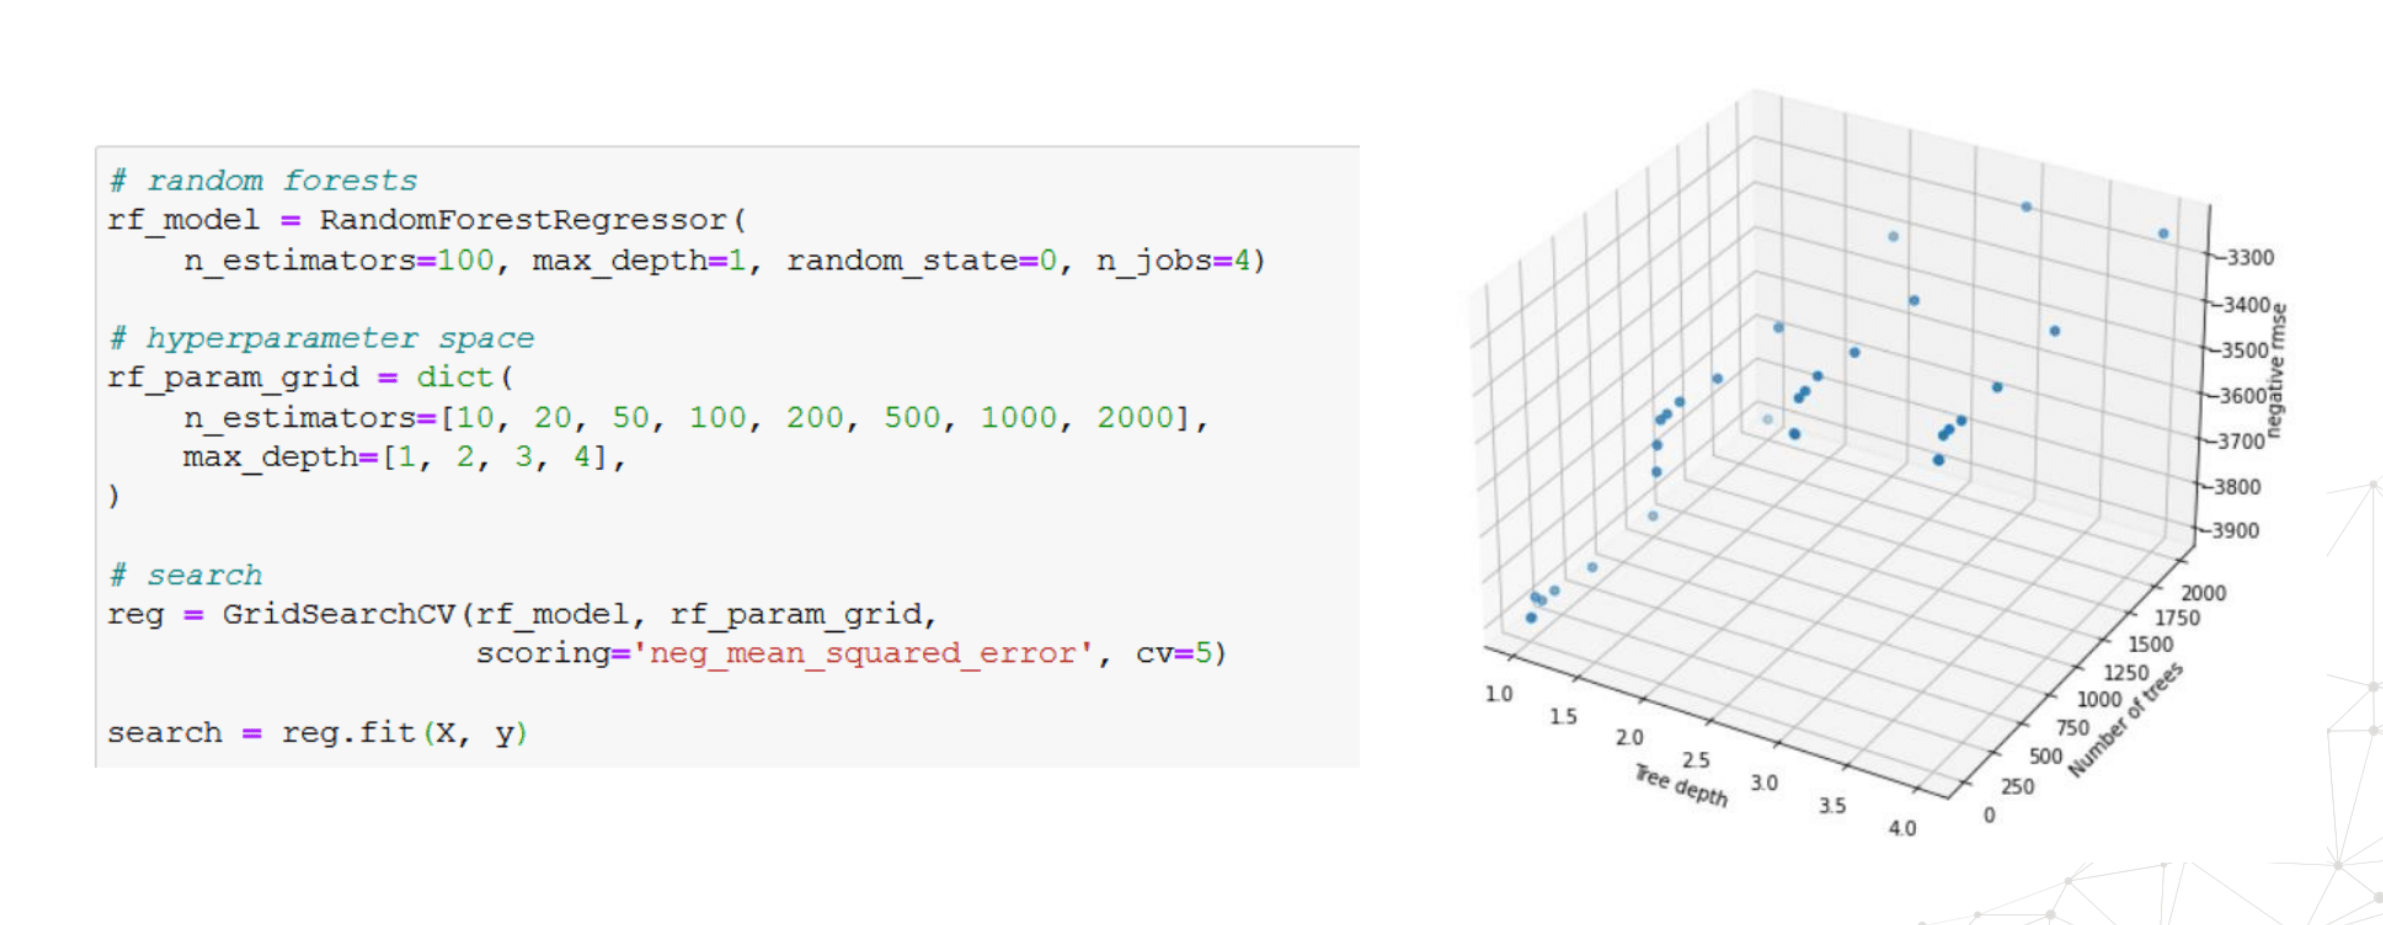 # random forests
rf_model = RandomForestRegressor(
    n_estimators=100, max_depth=1, random_state=0, n_jobs=4)
# hyperparameter space
rf_param_grid = dict(
    n_estimators=[10, 20, 50, 100, 200, 500, 1000, 2000],
    max_depth=[1, 2, 3, 4],
)
# search
reg = GridSearchCV(rf_model, rf_param_grid,
                   scoring='neg_mean_squared_error', cv=5)
search = reg.fit(X, y)
−3300
−3400
−3500
−3600
−3700
−3800
−3900
negative rmse
2000
1750
1500
1250
1000
750
500
250
0
Number of trees
1.0
1.5
2.0
2.5
3.0
3.5
4.0
Tree depth